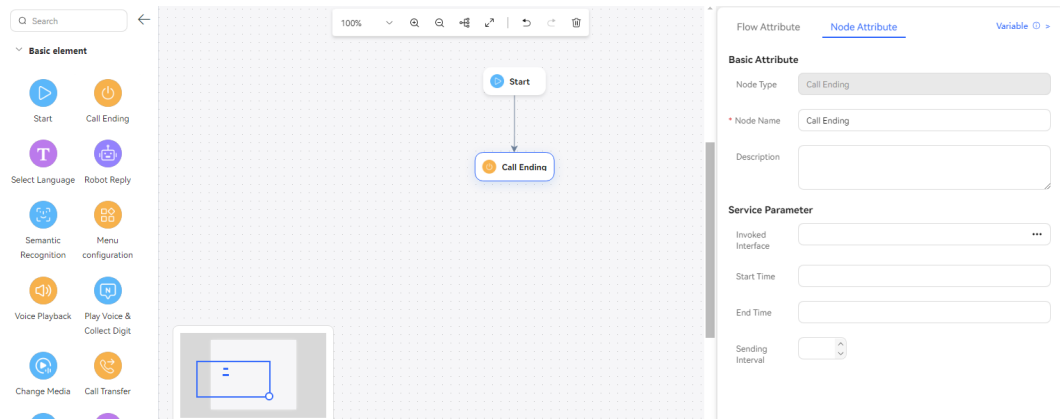 Search
Basic element
Start
Call Ending
T
Select Language
Robot Reply
Semantic
Recognition
Menu
configuration
Voice Playback
N
Play Voice &
Collect Digit
Change Media
Call Transfer
100%
Start
Call Ending
Flow Attribute
Node Attribute
Variable
>
Basic Attribute
Node Type
Call Ending
* Node Name
Call Ending
Description
Service Parameter
Invoked
Interface
•••
Start Time
End Time
Sending
Interval